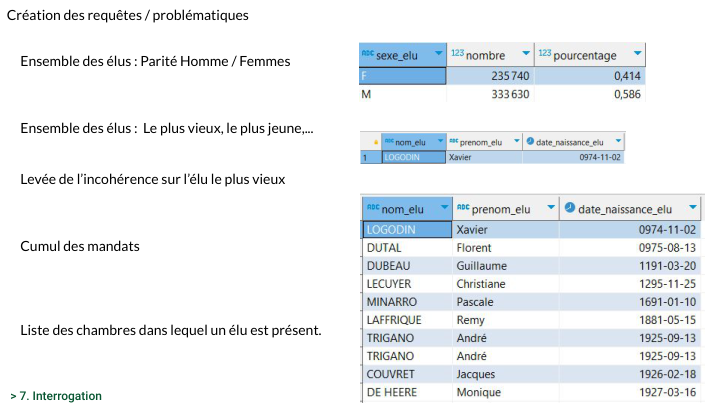 Création des requêtes / problématiques
Ensemble des élus : Parité Homme / Femmes
ABC sexe_elu 123 nombre 123 pourcentage
F 235 740 0,414
M 333 630 0,586
Ensemble des élus : Le plus vieux, le plus jeune,...
ABC nom_elu ABC prenom_elu date_naissance_elu
1 LOGODIN Xavier 0974-11-02
Levée de l'incohérence sur l'élu le plus vieux
ABC nom_elu ABC prenom_elu date_naissance_elu
LOGODIN Xavier 0974-11-02
DUTAL Florent 0975-08-13
Cumul des mandats
DUBEAU Guillaume 1191-03-20
LECUYER Christiane 1295-11-25
MINARRO Pascale 1691-01-10
LAFFRIQUE Remy 1881-05-15
Liste des chambres dans lequel un élu est présent.
TRIGANO André 1925-09-13
TRIGANO André 1925-09-13
COUVRET Jacques 1926-02-18
DE HEERE Monique 1927-03-16
> 7. Interrogation